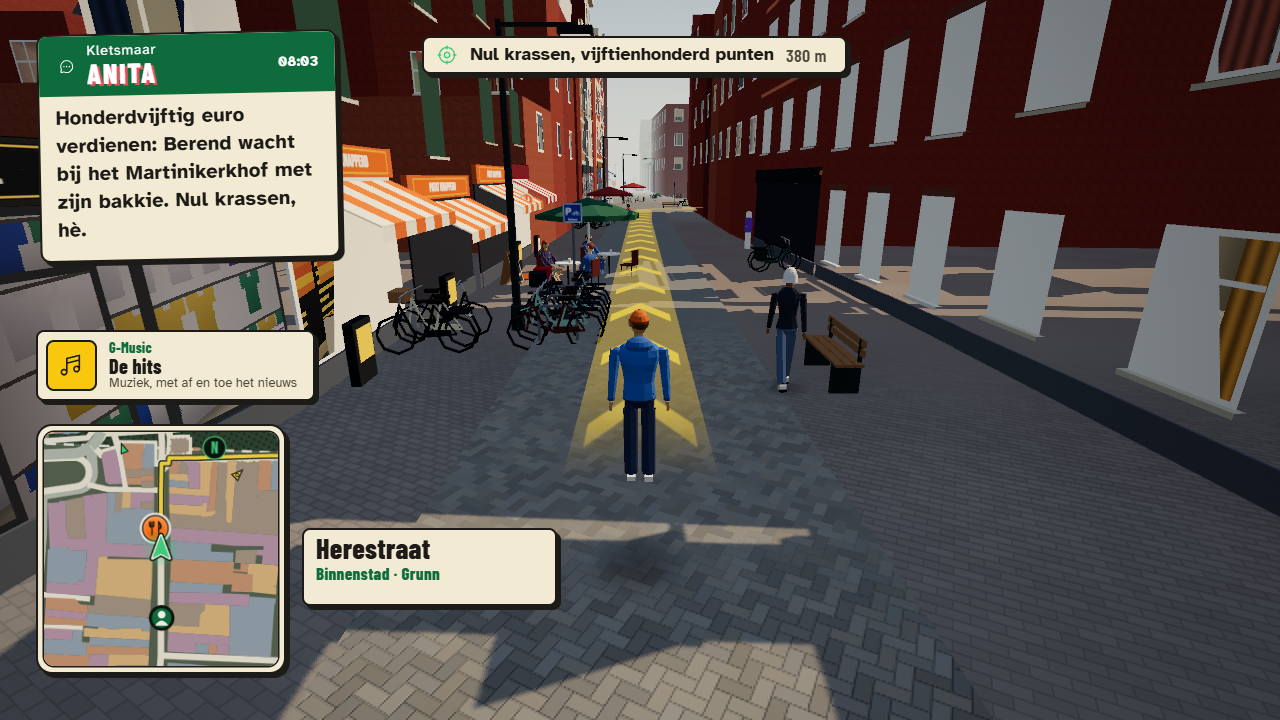 Kletsmaar
ANITA
08:03
Honderdvijftig euro
verdienen: Berend wacht
bij het Martinikerkhof met
zijn bakkie. Nul krassen,
hè.
Nul krassen, vijftienhonderd punten 380 m
G-Music
De hits
Muziek, met af en toe het nieuws
N
Herestraat
Binnenstad · Grunn
P